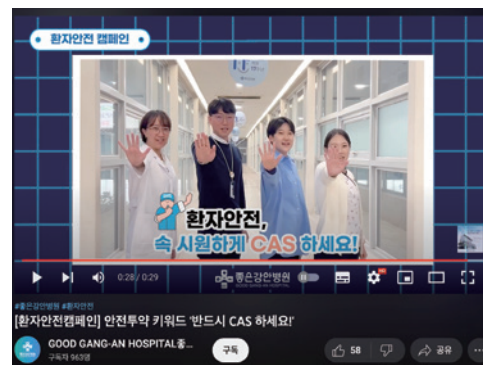 환자안전 캠페인
환자안전,
속 시원하게 CAS 하세요!
0:28 / 0:29
좋은강안병원
GOOD GANG-AN HOSPITAL
#좋은강안병원 #환자안전
[환자안전캠페인] 안전투약 키워드 '반드시 CAS 하세요!'
GOOD GANG-AN HOSPITAL좋...
구독자 963명
구독
58
공유